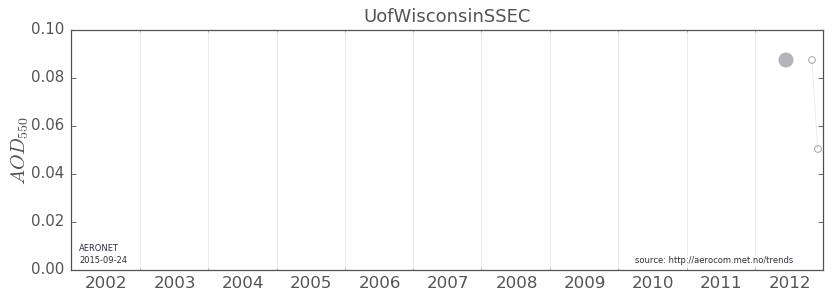 UofWisconsinSSEC
0.10
0.08
0.06
0.04
0.02
0.00
AOD550
AERONET
2015-09-24
source: http://aerocom.met.no/trends
2002 2003 2004 2005 2006 2007 2008 2009 2010 2011 2012